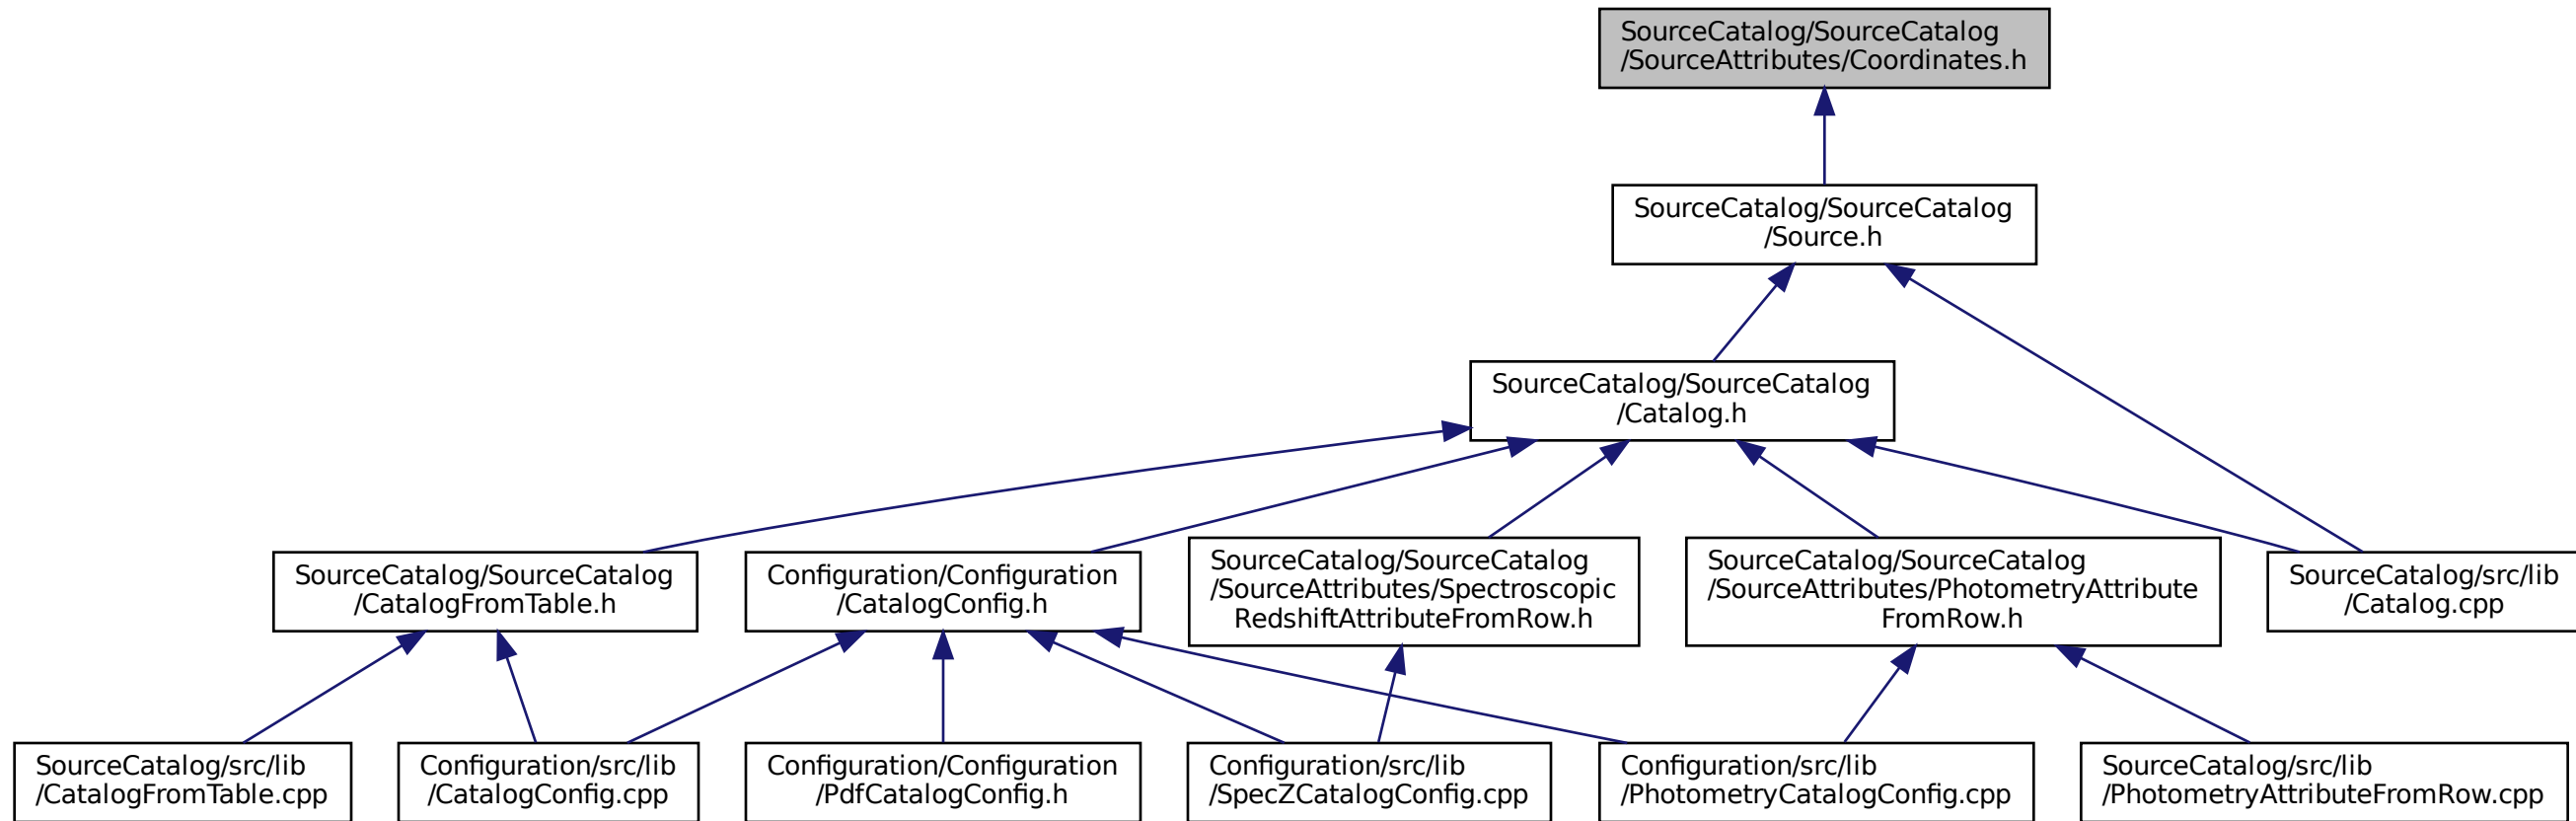 SourceCatalog/SourceCatalog
/SourceAttributes/Coordinates.h
SourceCatalog/SourceCatalog
/Source.h
SourceCatalog/SourceCatalog
/Catalog.h
SourceCatalog/SourceCatalog
/CatalogFromTable.h
Configuration/Configuration
/CatalogConfig.h
SourceCatalog/SourceCatalog
/SourceAttributes/Spectroscopic
RedshiftAttributeFromRow.h
SourceCatalog/SourceCatalog
/SourceAttributes/PhotometryAttribute
FromRow.h
SourceCatalog/src/lib
/Catalog.cpp
SourceCatalog/src/lib
/CatalogFromTable.cpp
Configuration/src/lib
/CatalogConfig.cpp
Configuration/Configuration
/PdfCatalogConfig.h
Configuration/src/lib
/SpecZCatalogConfig.cpp
Configuration/src/lib
/PhotometryCatalogConfig.cpp
SourceCatalog/src/lib
/PhotometryAttributeFromRow.cpp